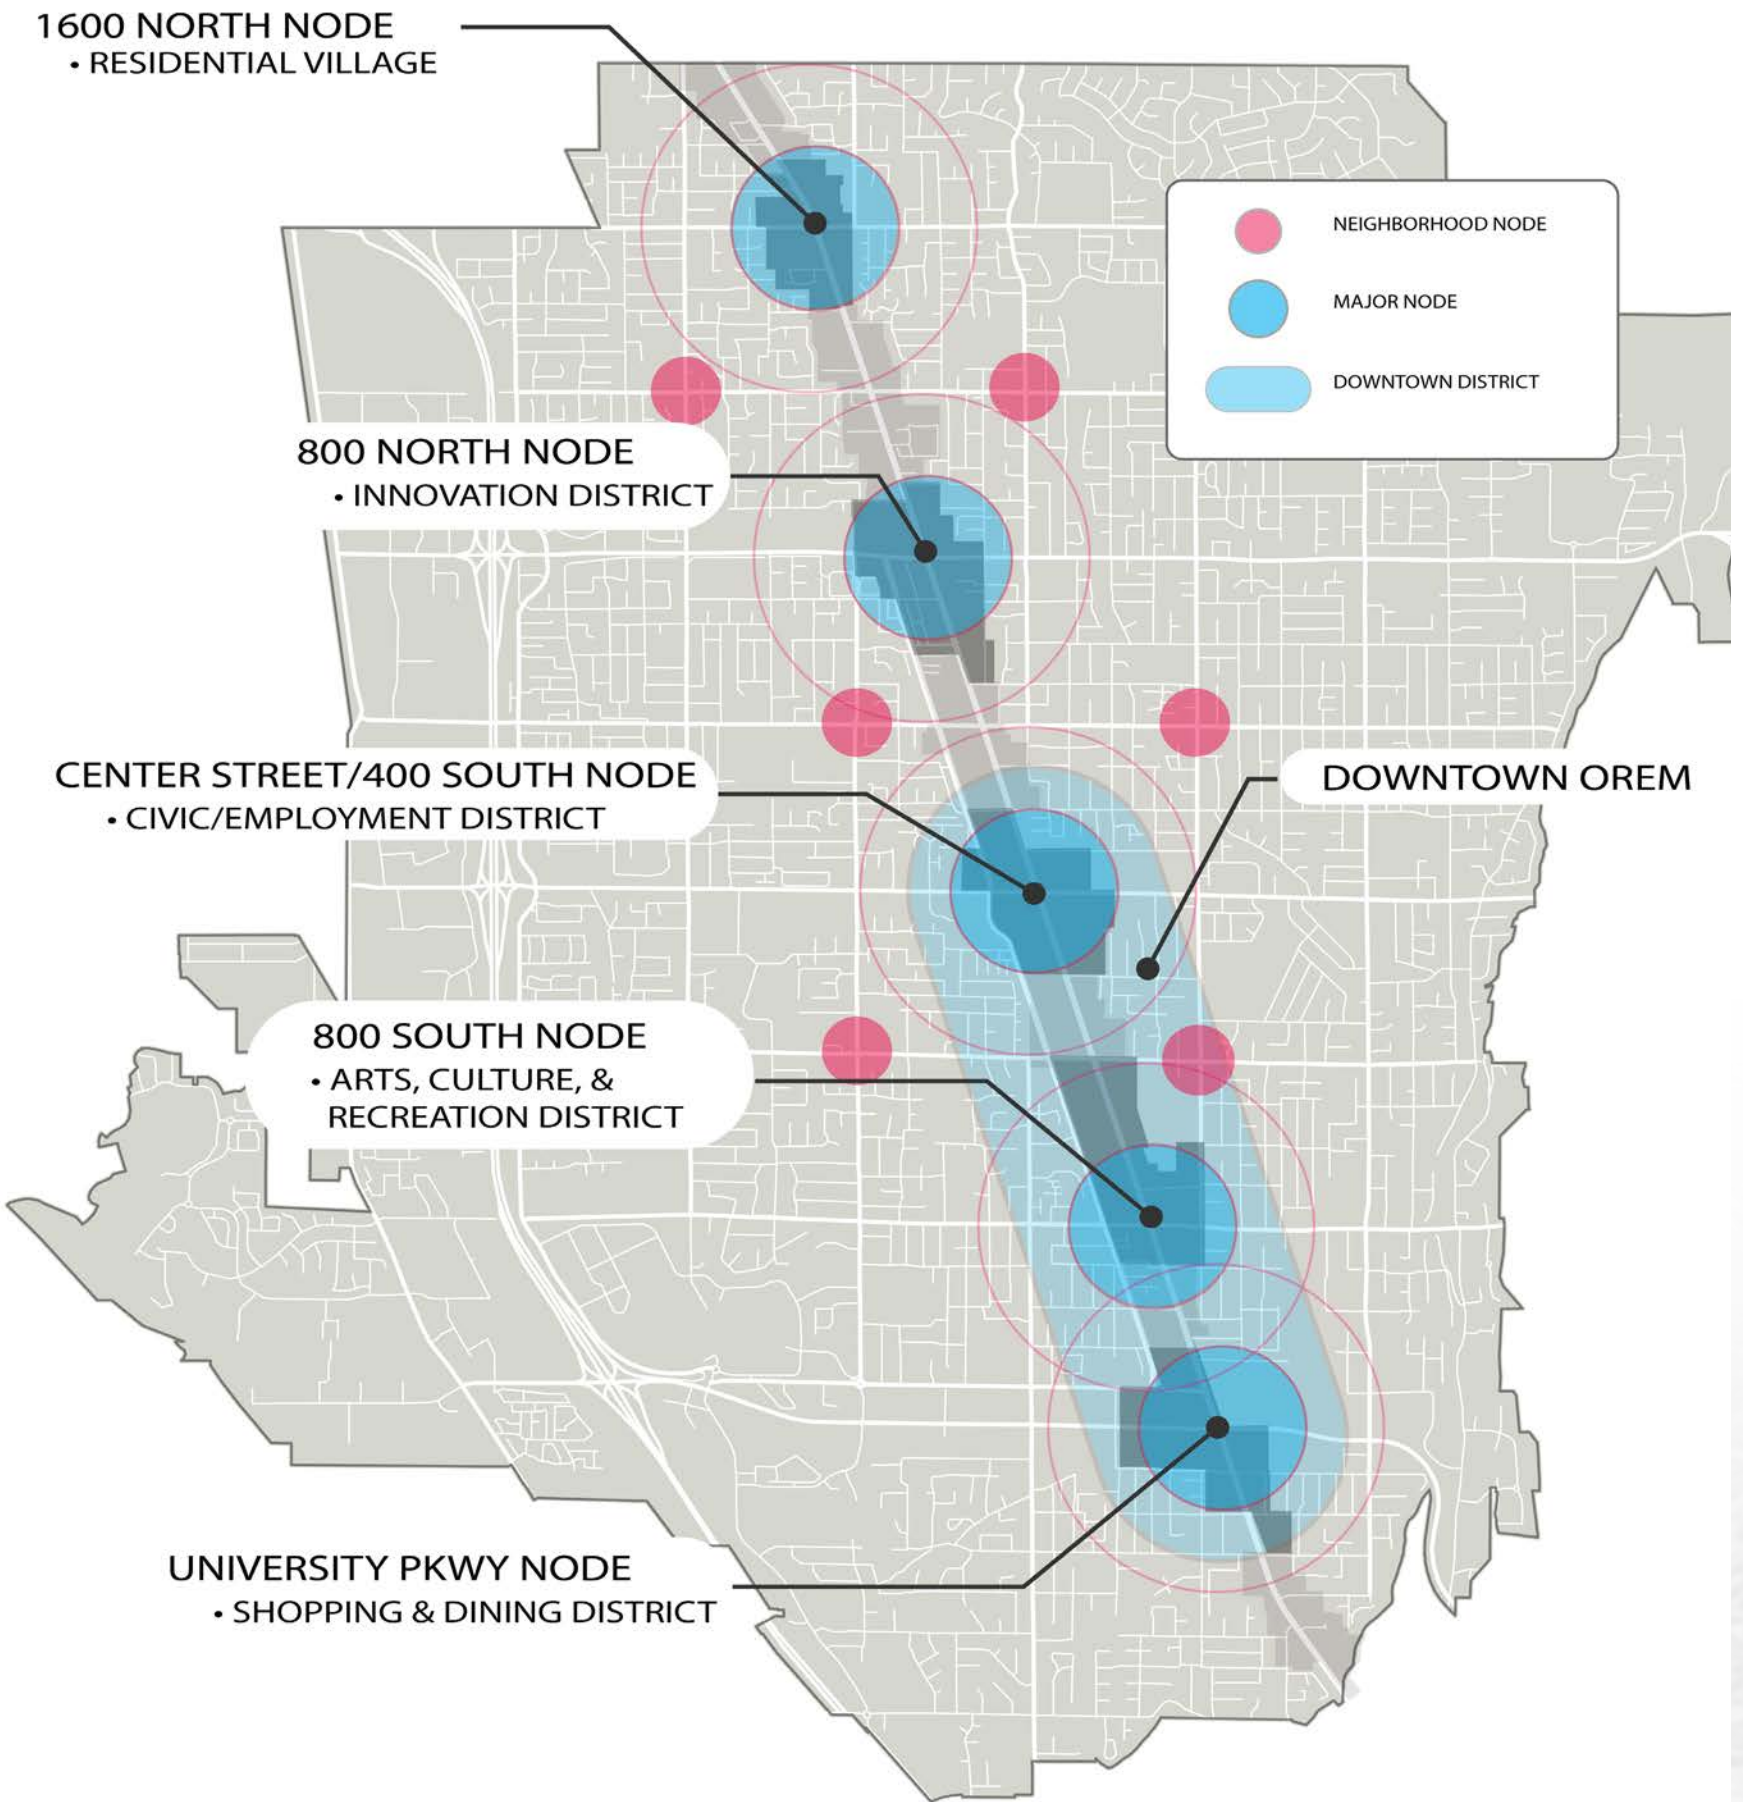 1600 NORTH NODE
• RESIDENTIAL VILLAGE
NEIGHBORHOOD NODE
MAJOR NODE
DOWNTOWN DISTRICT
800 NORTH NODE
• INNOVATION DISTRICT
CENTER STREET/400 SOUTH NODE
• CIVIC/EMPLOYMENT DISTRICT
DOWNTOWN OREM
800 SOUTH NODE
• ARTS, CULTURE, &
RECREATION DISTRICT
UNIVERSITY PKWY NODE
• SHOPPING & DINING DISTRICT